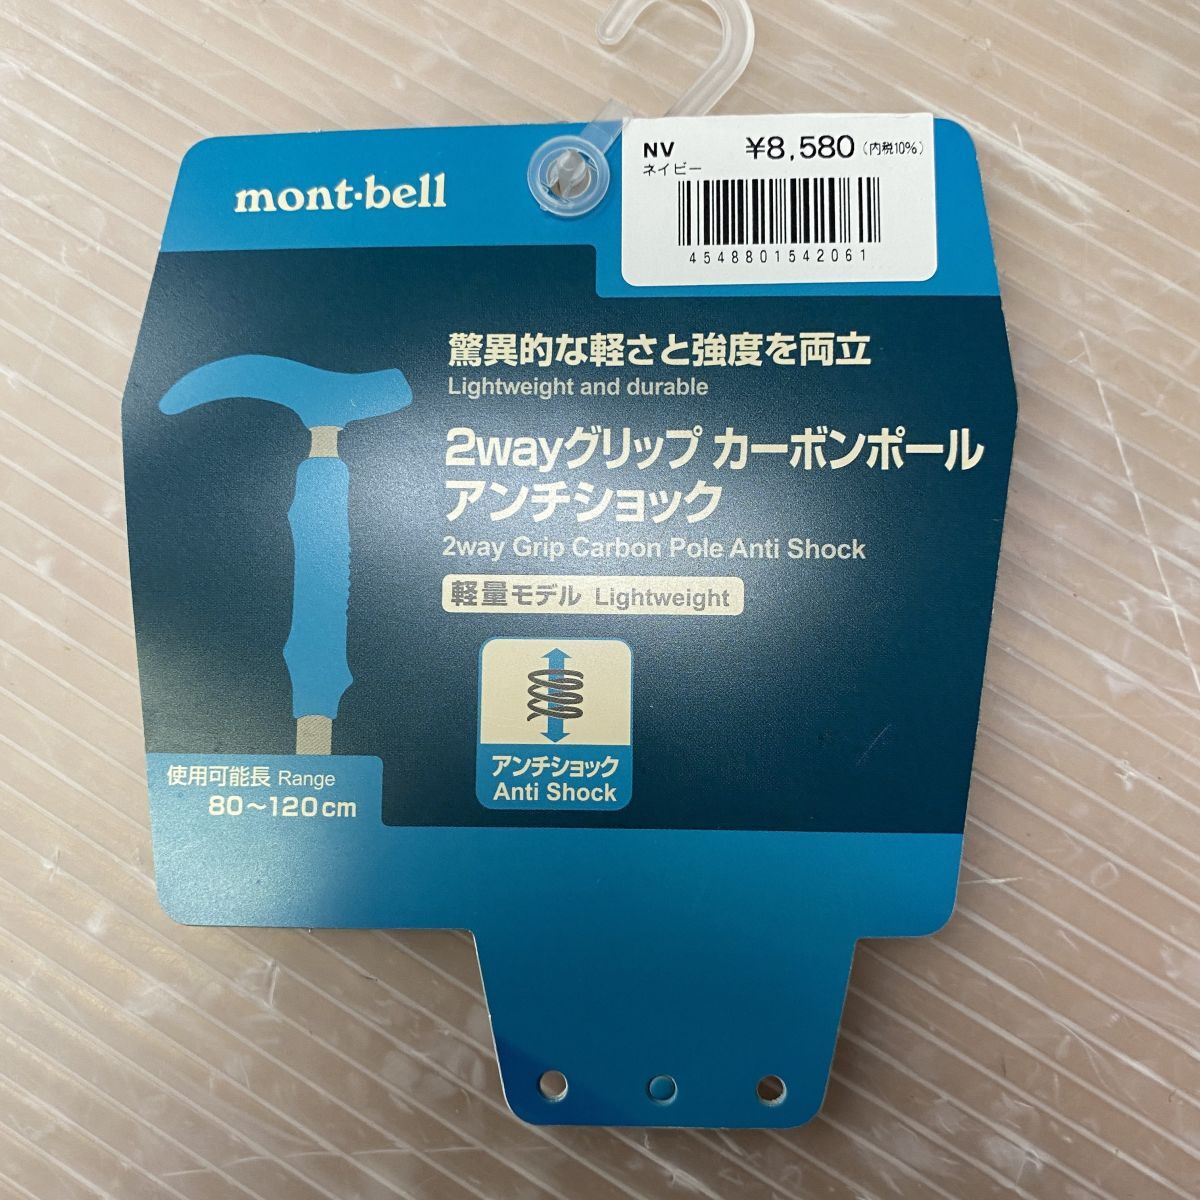 mont·bell
NV ¥8,580 (内税10%)
ネイビー
4548801542061
驚異的な軽さと強度を両立
Lightweight and durable
2wayグリップ カーボンポール
アンチショック
2way Grip Carbon Pole Anti Shock
軽量モデル Lightweight
アンチショック
Anti Shock
使用可能長 Range
80～120cm